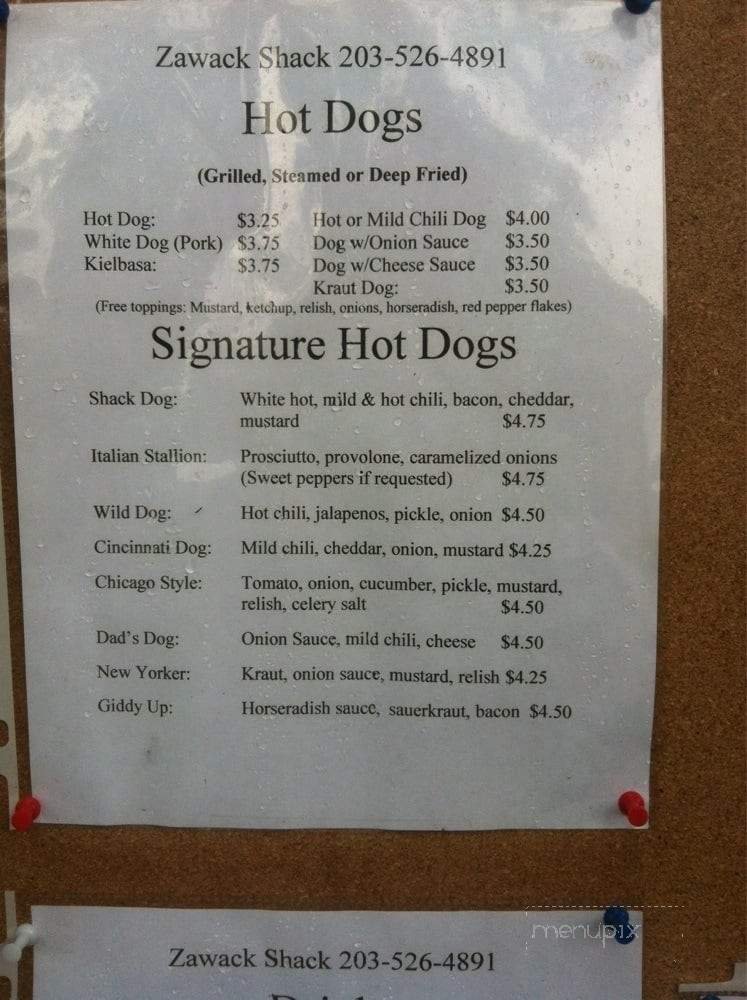 Zawack Shack 203-526-4891
Hot Dogs
(Grilled, Steamed or Deep Fried)
Hot Dog: $3.25 Hot or Mild Chili Dog $4.00
White Dog (Pork) $3.75 Dog w/Onion Sauce $3.50
Kielbasa: $3.75 Dog w/Cheese Sauce $3.50
Kraut Dog: $3.50
(Free toppings: Mustard, ketchup, relish, onions, horseradish, red pepper flakes)
Signature Hot Dogs
Shack Dog: White hot, mild & hot chili, bacon, cheddar,
mustard $4.75
Italian Stallion: Prosciutto, provolone, caramelized onions
(Sweet peppers if requested) $4.75
Wild Dog: Hot chili, jalapenos, pickle, onion $4.50
Cincinnati Dog: Mild chili, cheddar, onion, mustard $4.25
Chicago Style: Tomato, onion, cucumber, pickle, mustard,
relish, celery salt $4.50
Dad's Dog: Onion Sauce, mild chili, cheese $4.50
New Yorker: Kraut, onion sauce, mustard, relish $4.25
Giddy Up: Horseradish sauce, sauerkraut, bacon $4.50
menupix
Zawack Shack 203-526-4891